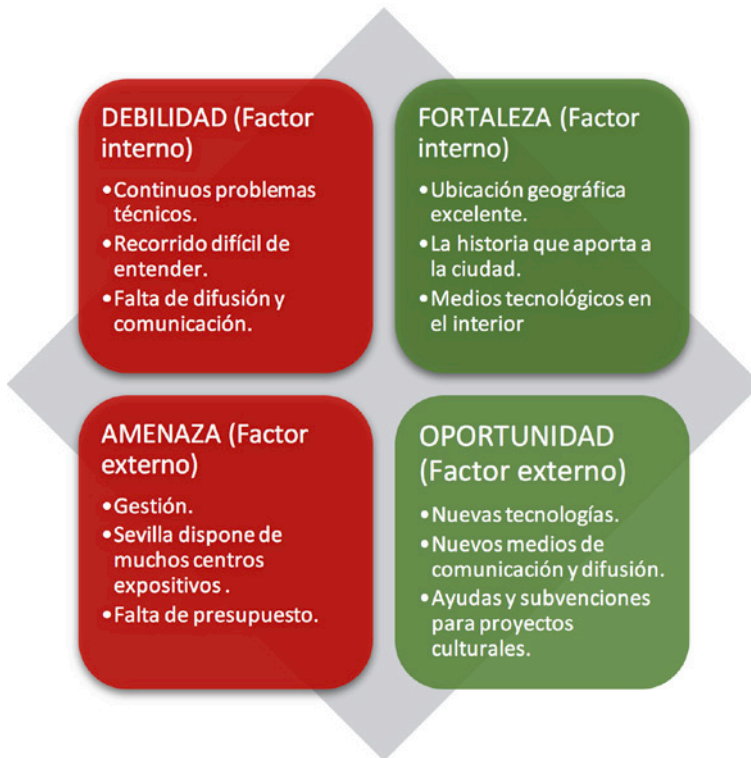 DEBILIDAD (Factor
interno)
•Continuos problemas
técnicos.
•Recorrido difícil de
entender.
•Falta de difusión y
comunicación.
FORTALEZA (Factor
interno)
•Ubicación geográfica
excelente.
•La historia que aporta a
la ciudad.
•Medios tecnológicos en
el interior
AMENAZA (Factor
externo)
•Gestión.
•Sevilla dispone de
muchos centros
expositivos .
•Falta de presupuesto.
OPORTUNIDAD
(Factor externo)
•Nuevas tecnologías.
•Nuevos medios de
comunicación y difusión.
•Ayudas y subvenciones
para proyectos
culturales.